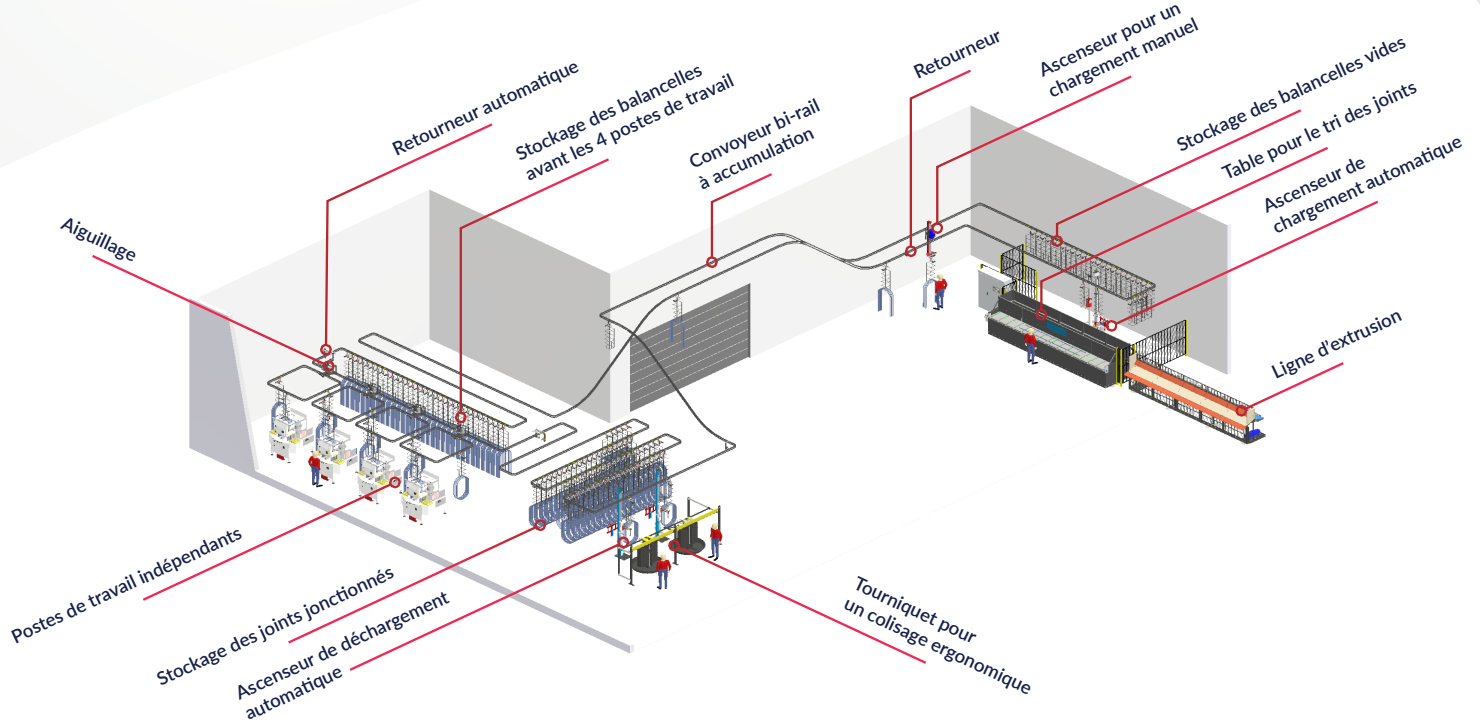 Ascenseur pour un
chargement manuel
Retourneur
Stockage des balancelles vides
Retourneur automatique
Stockage des balancelles
avant les 4 postes de travail
Convoyeur bi-rail
à accumulation
Table pour le tri des joints
Ascenseur de
chargement automatique
Aiguillage
Ligne d'extrusion
Postes de travail indépendants
Stockage des joints jonctionnés
Ascenseur de déchargement
automatique
Tourniquet pour
un colisage ergonomique